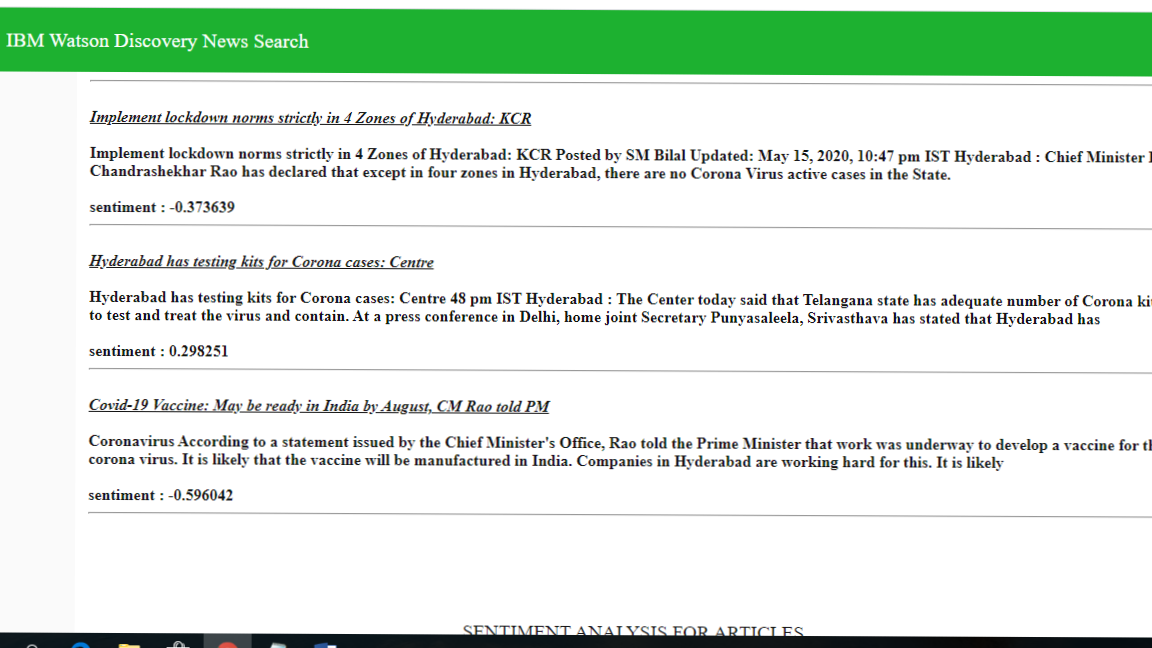 IBM Watson Discovery News Search
Implement lockdown norms strictly in 4 Zones of Hyderabad: KCR
Implement lockdown norms strictly in 4 Zones of Hyderabad: KCR Posted by SM Bilal Updated: May 15, 2020, 10:47 pm IST Hyderabad : Chief Minister
Chandrashekhar Rao has declared that except in four zones in Hyderabad, there are no Corona Virus active cases in the State.
sentiment : -0.373639
Hyderabad has testing kits for Corona cases: Centre
Hyderabad has testing kits for Corona cases: Centre 48 pm IST Hyderabad : The Center today said that Telangana state has adequate number of Corona
to test and treat the virus and contain. At a press conference in Delhi, home joint Secretary Punyasaleela, Srivasthava has stated that Hyderabad has
sentiment : 0.298251
Covid-19 Vaccine: May be ready in India by August, CM Rao told PM
Coronavirus According to a statement issued by the Chief Minister's Office, Rao told the Prime Minister that work was underway to develop a vaccine for
corona virus. It is likely that the vaccine will be manufactured in India. Companies in Hyderabad are working hard for this. It is likely
sentiment : -0.596042
SENTIMENT ANALYSIS FOR ARTICLES